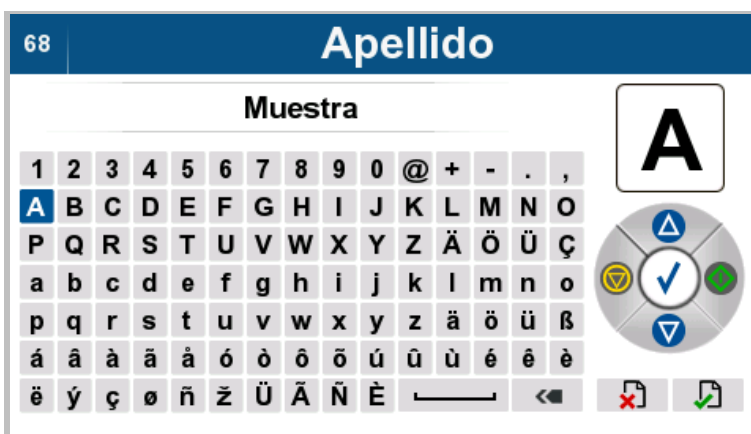 68 Apellido
Muestra
A
1 2 3 4 5 6 7 8 9 0 @ + - . ,
A B C D E F G H I J K L M N O
P Q R S T U V W X Y Z Ä Ö Ü Ç
a b c d e f g h i j k l m n o
p q r s t u v w x y z ä ö ü ß
á â à ã å ó ò ô õ ú û ù é ê è
ë ý ç ø ñ ž Ü Ã Ñ È